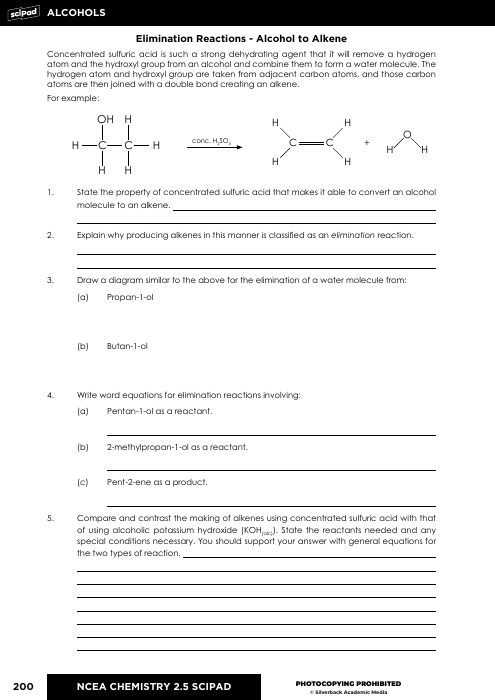 scipad ALCOHOLS
Elimination Reactions - Alcohol to Alkene
Concentrated sulfuric acid is such a strong dehydrating agent that it will remove a hydrogen
atom and the hydroxyl group from an alcohol and combine them to form a water molecule. The
hydrogen atom and hydroxyl group are taken from adjacent carbon atoms, and those carbon
atoms are then joined with a double bond creating an alkene.
For example:
OH H
H C C H
H H
conc. H₂SO₄
H H
C C
H H
+
O
H H
1. State the property of concentrated sulfuric acid that makes it able to convert an alcohol
molecule to an alkene.
2. Explain why producing alkenes in this manner is classified as an elimination reaction.
3. Draw a diagram similar to the above for the elimination of a water molecule from:
(a) Propan-1-ol
(b) Butan-1-ol
4. Write word equations for elimination reactions involving:
(a) Pentan-1-ol as a reactant.
(b) 2-methylpropan-1-ol as a reactant.
(c) Pent-2-ene as a product.
5. Compare and contrast the making of alkenes using concentrated sulfuric acid with that
of using alcoholic potassium hydroxide (KOH(alc)). State the reactants needed and any
special conditions necessary. You should support your answer with general equations for
the two types of reaction.
200 NCEA CHEMISTRY 2.5 SCIPAD PHOTOCOPYING PROHIBITED
© Silverback Academic Media